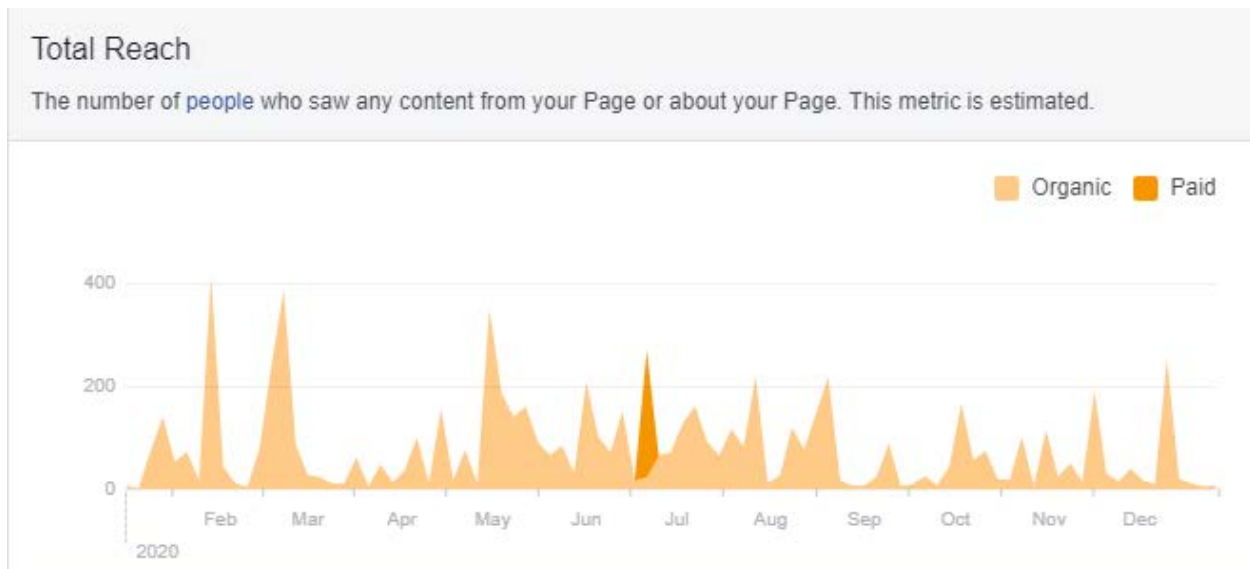 Total Reach
The number of people who saw any content from your Page or about your Page. This metric is estimated.
Organic Paid
400
200
0
Feb Mar Apr May Jun Jul Aug Sep Oct Nov Dec
2020